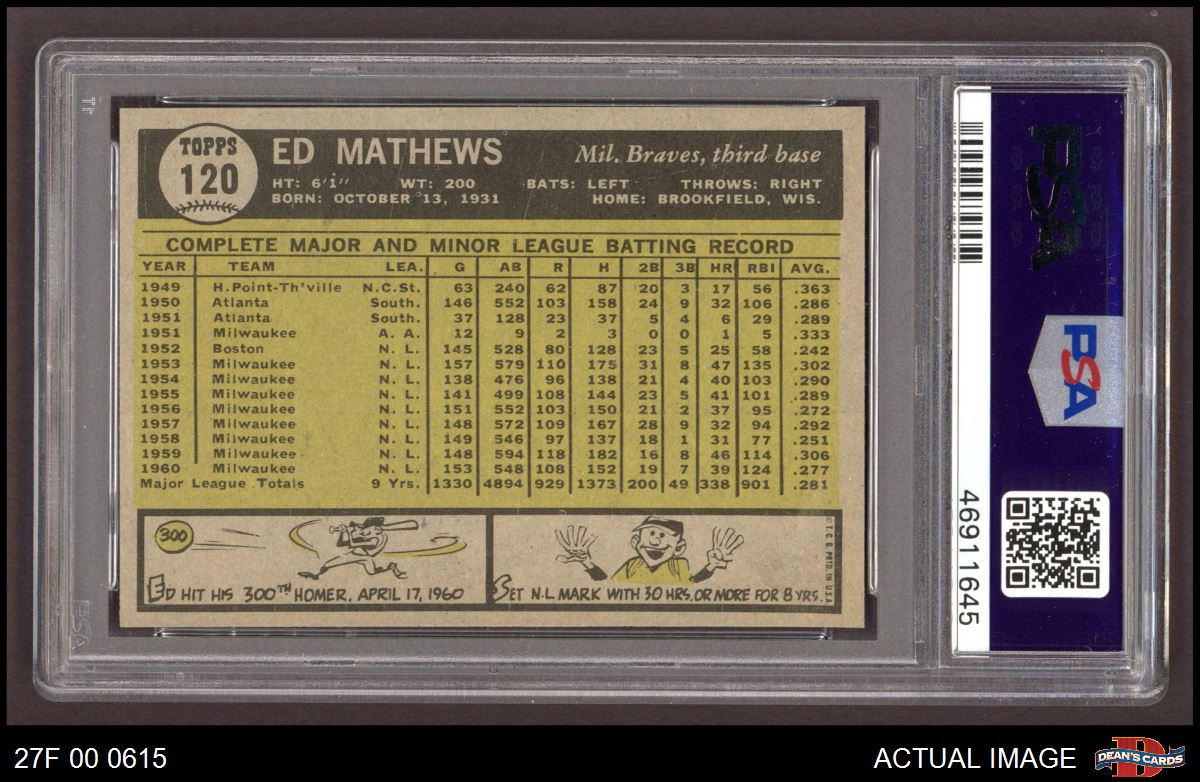 TOPPS
120
ED MATHEWS
Mil. Braves, third base
HT: 6'1" WT: 200 BATS: LEFT THROWS: RIGHT
BORN: OCTOBER 13, 1931 HOME: BROOKFIELD, WIS.
COMPLETE MAJOR AND MINOR LEAGUE BATTING RECORD
YEAR TEAM LEA. G AB R H 2B 3B HR RBI AVG.
1949 H.Point-Th'ville N.C.St. 63 240 62 87 20 3 17 56 .363
1950 Atlanta South. 146 552 103 158 24 9 32 106 .286
1951 Atlanta South. 37 128 23 37 5 4 6 29 .289
1951 Milwaukee A. A. 12 9 2 3 0 0 1 5 .333
1952 Boston N. L. 145 528 80 128 23 5 25 58 .242
1953 Milwaukee N. L. 157 579 110 175 31 8 47 135 .302
1954 Milwaukee N. L. 138 476 96 138 21 4 40 103 .290
1955 Milwaukee N. L. 141 499 108 144 23 5 41 101 .289
1956 Milwaukee N. L. 151 552 103 150 21 2 37 95 .272
1957 Milwaukee N. L. 148 572 109 167 28 9 32 94 .292
1958 Milwaukee N. L. 149 546 97 137 18 1 31 77 .251
1959 Milwaukee N. L. 148 594 118 182 16 8 46 114 .306
1960 Milwaukee N. L. 153 548 108 152 19 7 39 124 .277
Major League Totals 9 Yrs. 1330 4894 929 1373 200 49 338 901 .281
300
ED HIT HIS 300TH HOMER, APRIL 17, 1960
SET N.L. MARK WITH 30 HRS. OR MORE FOR 8 YRS.
© T. C. G. PRTD. IN U.S.A.
PSA
PSA
46911645
PSA
27F 00 0615
ACTUAL IMAGE
DEAN'S CARDS